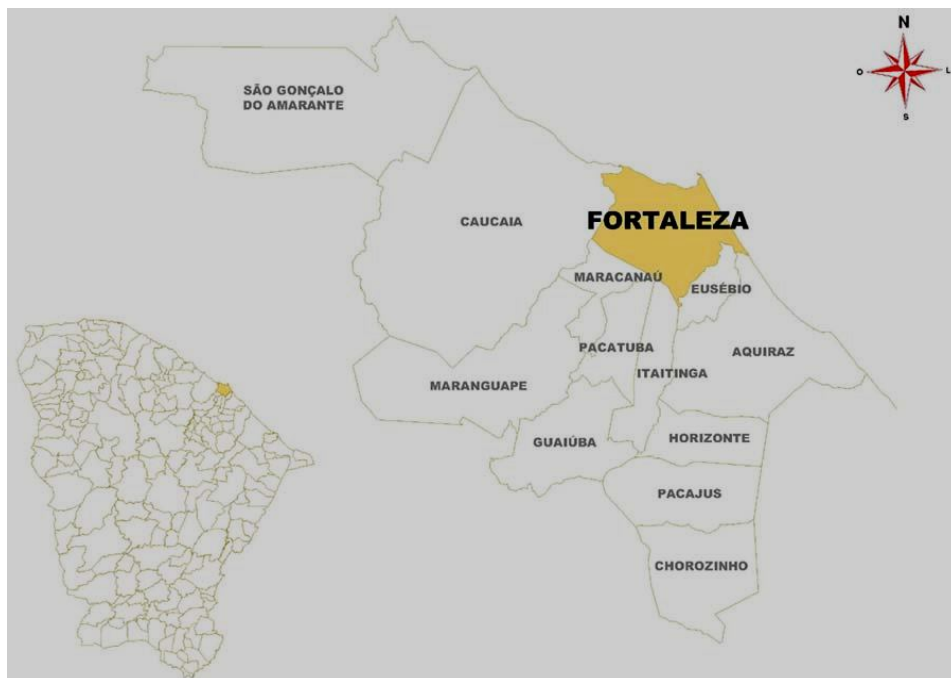 N
O
L
S
SÃO GONÇALO
DO AMARANTE
CAUCAIA
FORTALEZA
MARACANAÚ
EUSÉBIO
PACATUBA
AQUIRAZ
ITAITINGA
MARANGUAPE
GUAIÚBA
HORIZONTE
PACAJUS
CHOROZINHO